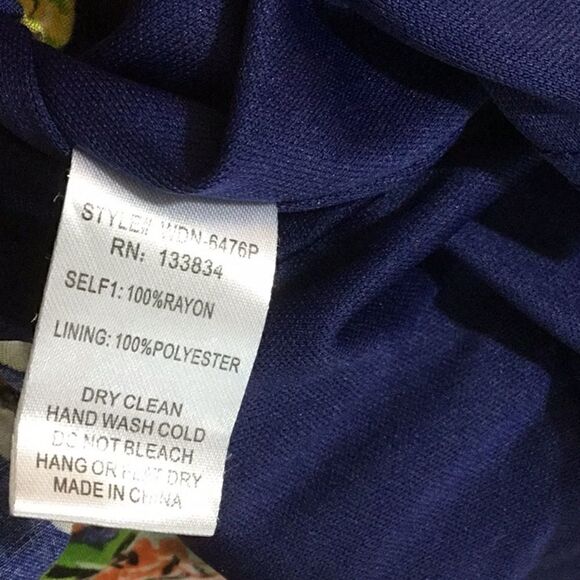 STYLE# WDN-6476P
RN: 133834
SELF1: 100%RAYON
LINING: 100%POLYESTER
DRY CLEAN
HAND WASH COLD
DO NOT BLEACH
HANG OR FLAT DRY
MADE IN CHINA